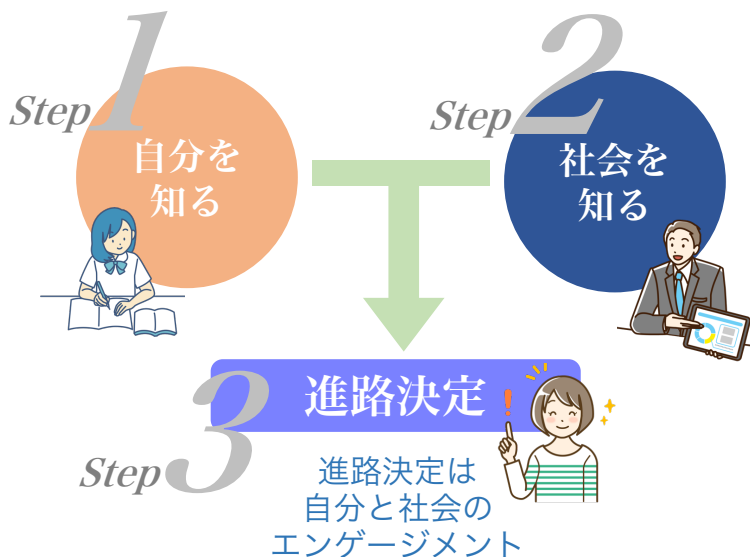 Step1
自分を
知る
Step2
社会を
知る
Step3
進路決定
進路決定は
自分と社会の
エンゲージメント